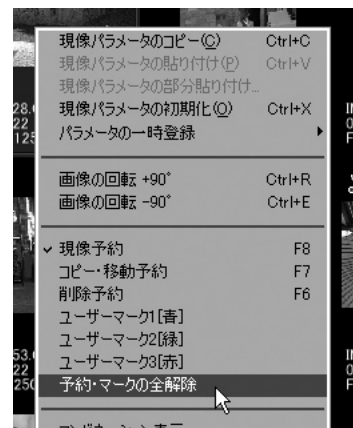 現像パラメータのコピー(C) Ctrl+C
現像パラメータの貼り付け(P) Ctrl+V
現像パラメータの部分貼り付け...
現像パラメータの初期化(O) Ctrl+X
パラメータの一時登録
画像の回転 +90° Ctrl+R
画像の回転 -90° Ctrl+E
現像予約 F8
コピー・移動予約 F7
削除予約 F6
ユーザーマーク1[青]
ユーザーマーク2[緑]
ユーザーマーク3[赤]
予約・マークの全解除